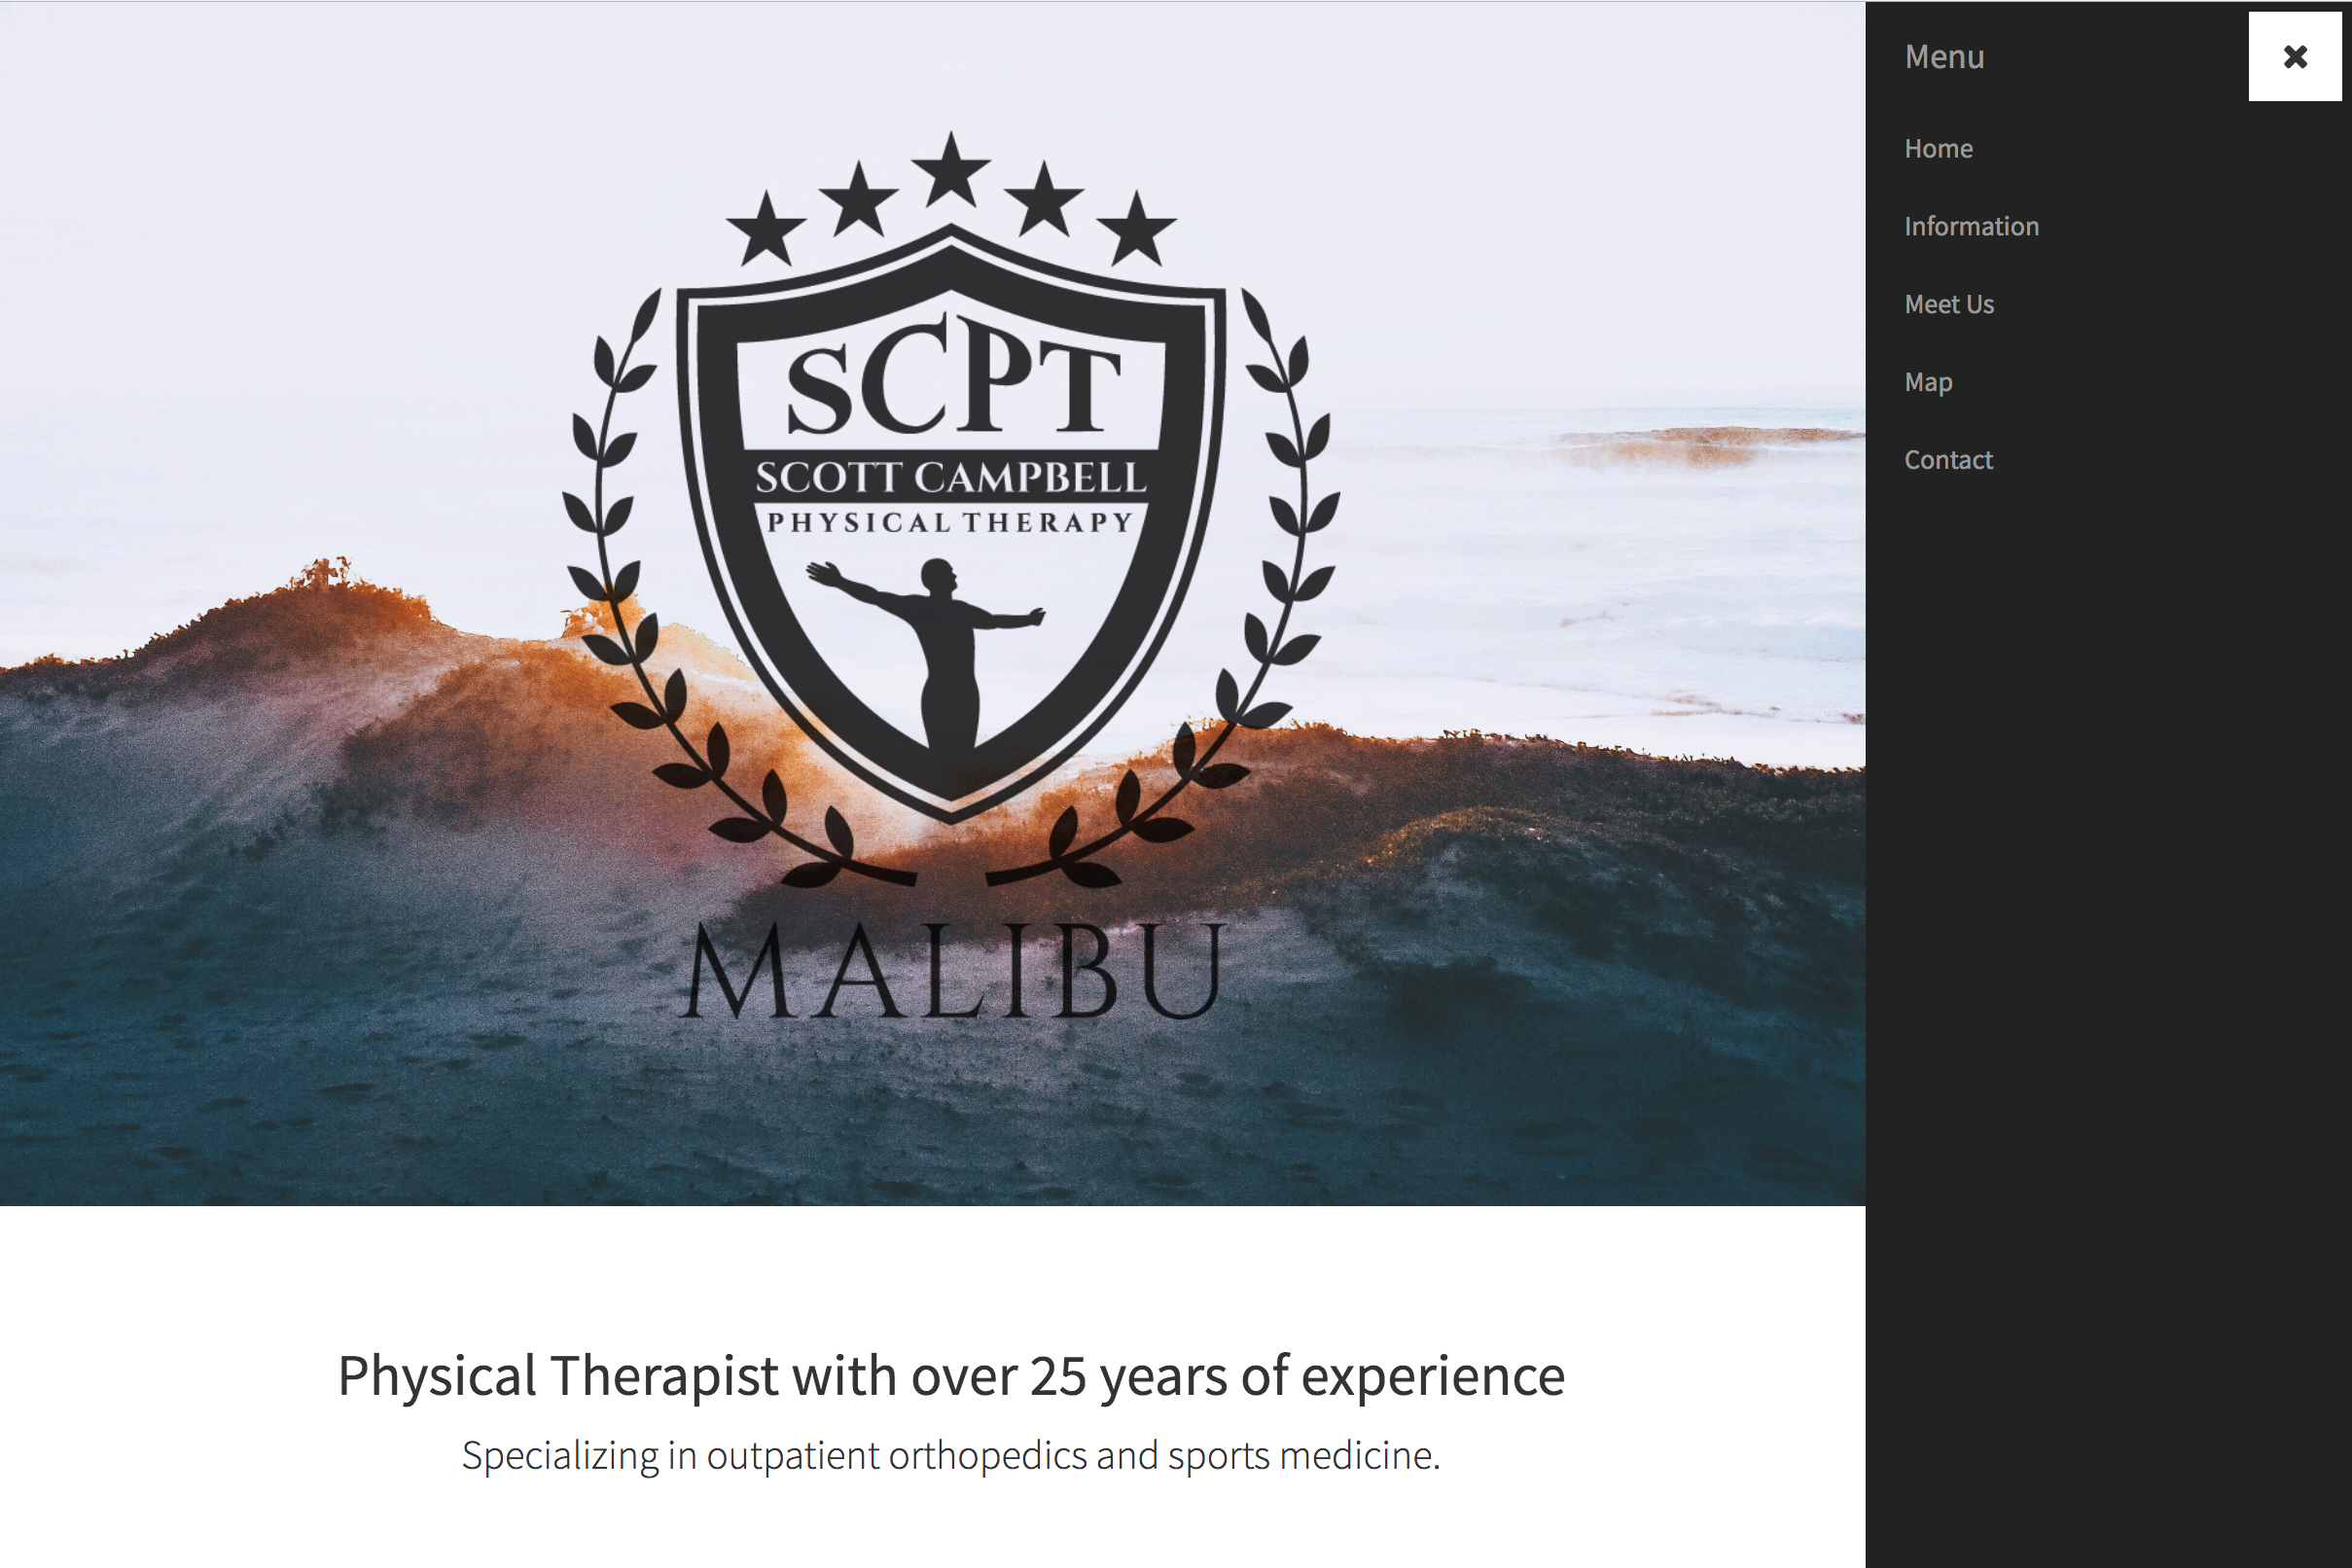 SCPT
SCOTT CAMPBELL
PHYSICAL THERAPY
MALIBU
Physical Therapist with over 25 years of experience
Specializing in outpatient orthopedics and sports medicine.
Menu
Home
Information
Meet Us
Map
Contact